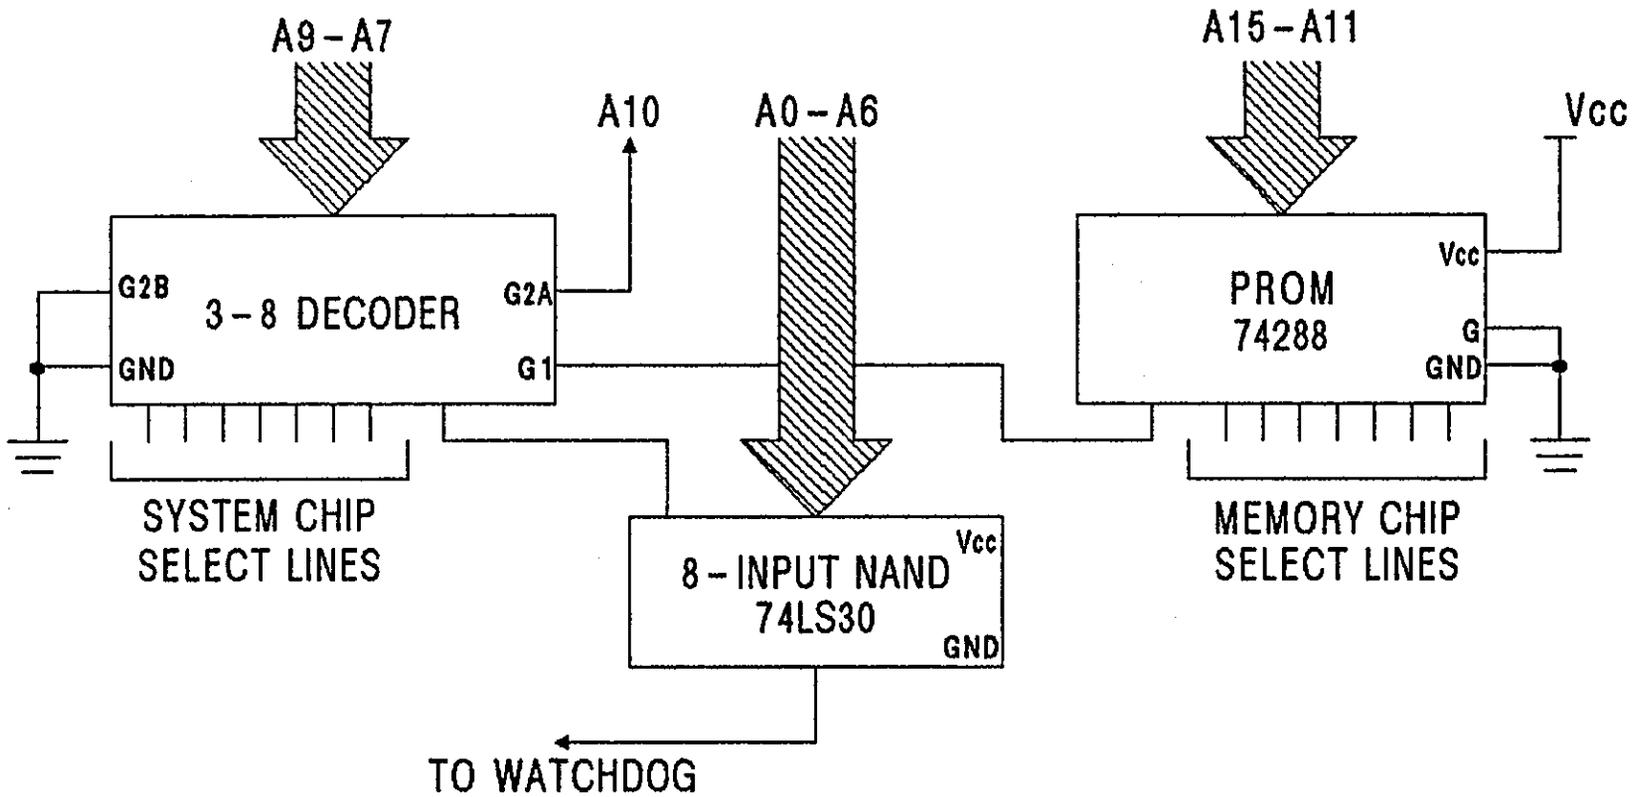 A9-A7
A15-A11
A10
A0-A6
Vcc
G2B
3-8 DECODER
G2A
GND
G1
Vcc
PROM
74288
G
GND
SYSTEM CHIP
SELECT LINES
MEMORY CHIP
SELECT LINES
Vcc
8-INPUT NAND
74LS30
GND
TO WATCHDOG